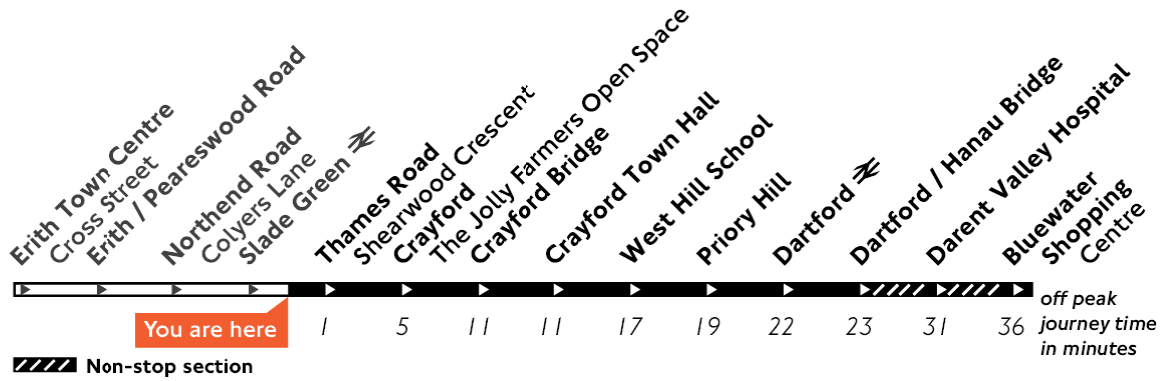 Erith Town Centre
Cross Street
Erith / Peareswood Road
Northend Road
Colyers Lane
Slade Green
Thames Road
Shearwood Crescent
Crayford
The Jolly Farmers Open Space
Crayford Bridge
Crayford Town Hall
West Hill School
Priory Hill
Dartford
Dartford / Hanau Bridge
Darent Valley Hospital
Bluewater
Shopping
Centre
You are here
1 5 11 11 17 19 22 23 31 36
off peak
journey time
in minutes
Non-stop section